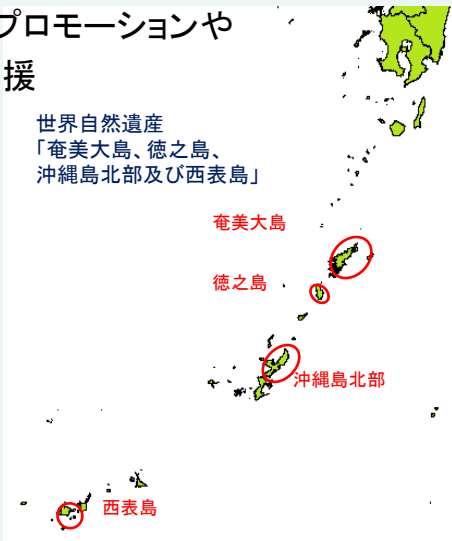 プロモーションや
援
世界自然遺産
「奄美大島、徳之島、
沖縄島北部及び西表島」
奄美大島
徳之島
沖縄島北部
西表島